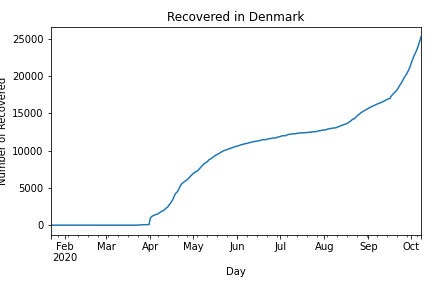 Recovered in Denmark
25000
20000
15000
10000
5000
0
Number of Recovered
Feb Mar Apr May Jun Jul Aug Sep Oct
2020
Day